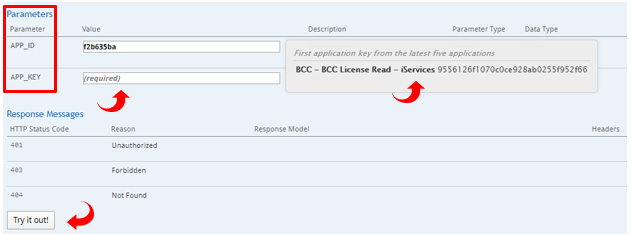 Parameters
Parameter Value Description Parameter Type Data Type
APP_ID f2b635ba
First application key from the latest five applications
BCC – BCC License Read – iServices 9556126f1070c0ce928ab0255f952f66
APP_KEY (required)
Response Messages
HTTP Status Code Reason Response Model Headers
401 Unauthorized
403 Forbidden
404 Not Found
Try it out!